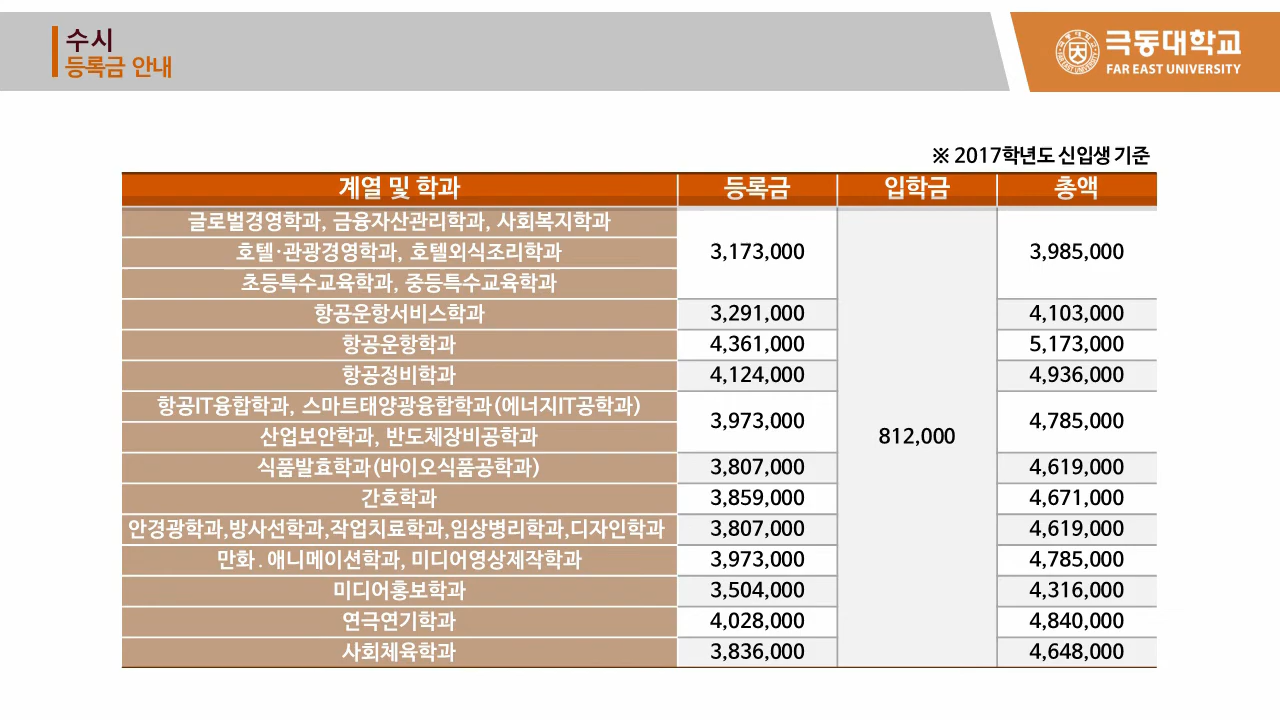 수시
등록금 안내
극동대학교
FAR EAST UNIVERSITY
※ 2017학년도 신입생 기준
계열 및 학과 등록금 입학금 총액
글로벌경영학과, 금융자산관리학과, 사회복지학과
호텔·관광경영학과, 호텔외식조리학과 3,173,000 3,985,000
초등특수교육학과, 중등특수교육학과
항공운항서비스학과 3,291,000 4,103,000
항공운항학과 4,361,000 5,173,000
항공정비학과 4,124,000 4,936,000
항공IT융합학과, 스마트태양광융합학과(에너지IT공학과)
3,973,000 4,785,000
산업보안학과, 반도체장비공학과 812,000
식품발효학과(바이오식품공학과) 3,807,000 4,619,000
간호학과 3,859,000 4,671,000
안경광학과,방사선학과,작업치료학과,임상병리학과,디자인학과 3,807,000 4,619,000
만화.애니메이션학과, 미디어영상제작학과 3,973,000 4,785,000
미디어홍보학과 3,504,000 4,316,000
연극연기학과 4,028,000 4,840,000
사회체육학과 3,836,000 4,648,000